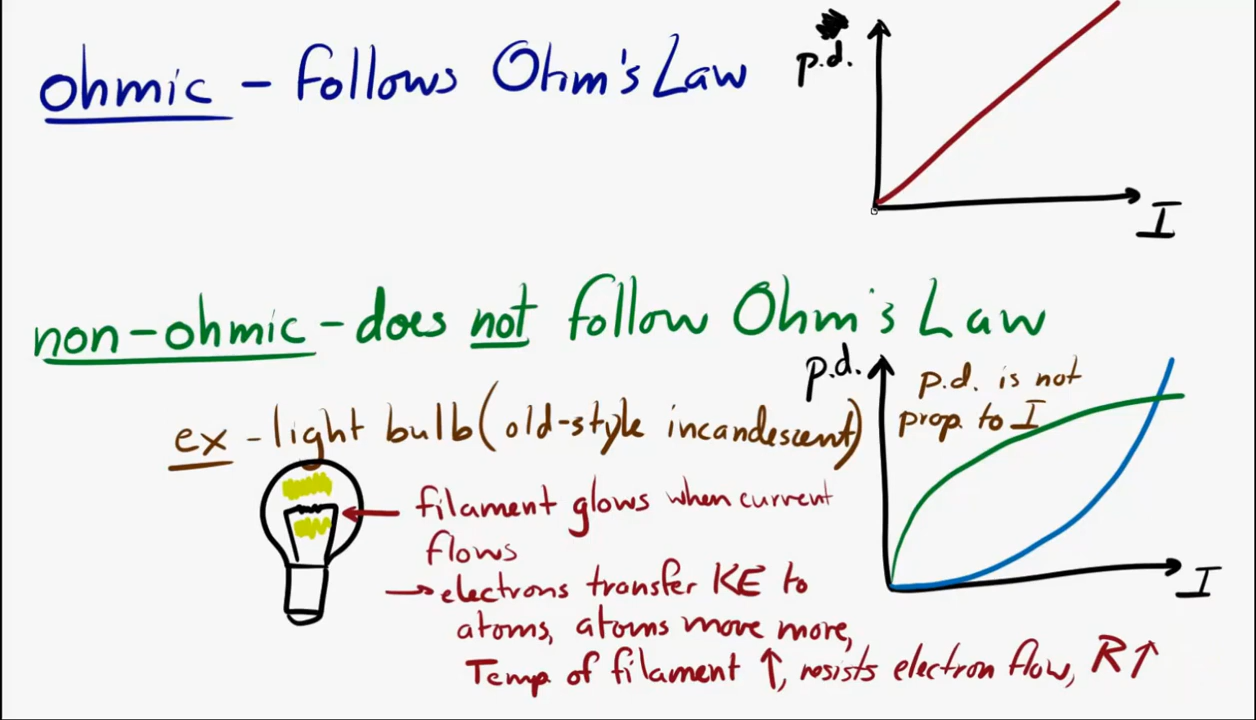 ohmic - follows Ohm's Law
p.d.
I
non-ohmic - does not follow Ohm's Law
p.d.
p.d. is not
prop. to I
ex - light bulb (old-style incandescent)
filament glows when current
flows
→ electrons transfer KE to
atoms, atoms move more,
Temp of filament ↑, resists electron flow, R↑
I